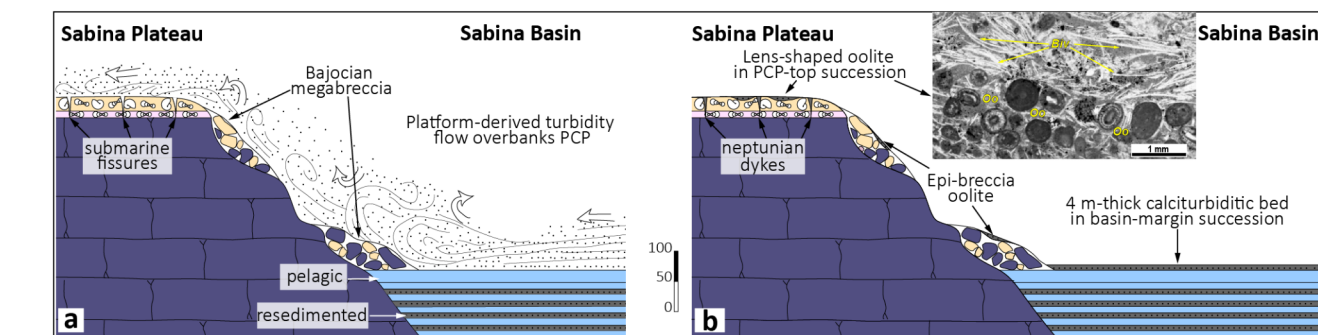 Sabina Plateau
Sabina Basin
Bajocian
megabreccia
Platform-derived turbidity
flow overbanks PCP
submarine
fissures
pelagic
resedimented
a
100
50
0
Sabina Plateau
Sabina Basin
Lens-shaped oolite
in PCP-top succession
Biv
Oo
Oo
Oo
1 mm
neptunian
dykes
Epi-breccia
oolite
4 m-thick calciturbiditic bed
in basin-margin succession
b